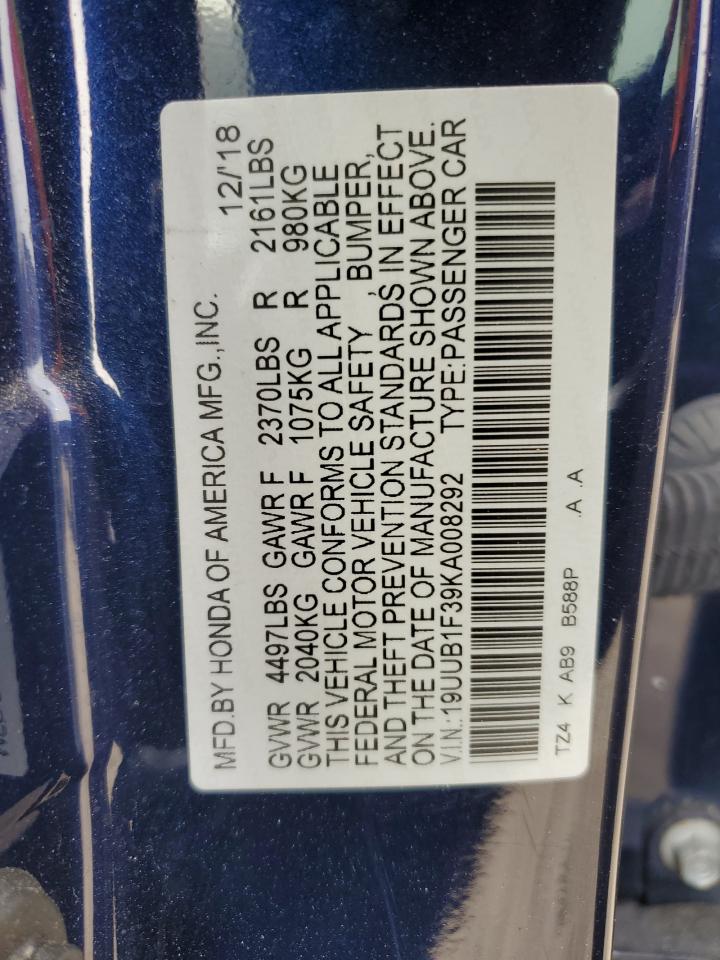 MFD.BY HONDA OF AMERICA MFG.,INC. 12/'18
GVWR 4497LBS GAWR F 2370LBS R 2161LBS
GVWR 2040KG GAWR F 1075KG R 980KG
THIS VEHICLE CONFORMS TO ALL APPLICABLE
FEDERAL MOTOR VEHICLE SAFETY, BUMPER,
AND THEFT PREVENTION STANDARDS IN EFFECT
ON THE DATE OF MANUFACTURE SHOWN ABOVE.
V.I.N.:19UUB1F39KA008292 TYPE:PASSENGER CAR
TZ4 K AB9 B588P .A .A